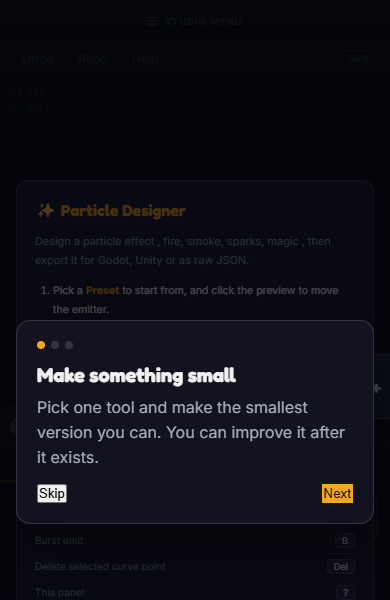 ☰ STUDIO MENU
Undo Redo Help DEV
✨ Particle Designer
Design a particle effect , fire, smoke, sparks, magic , then
export it for Godot, Unity or as raw JSON.
1. Pick a Preset to start from, and click the preview to move
the emitter.
Make something small
Pick one tool and make the smallest
version you can. You can improve it after
it exists.
Skip Next
Burst emit B
Delete selected curve point Del
This panel ?